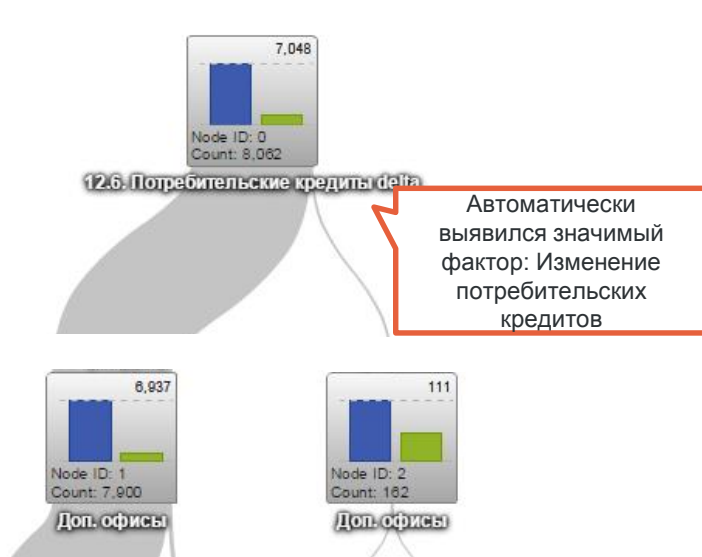 7,048
Node ID: 0
Count: 8,062
12.6. Потребительские кредиты delta
Автоматически
выявился значимый
фактор: Изменение
потребительских
кредитов
6,937
Node ID: 1
Count: 7,900
Доп. офисы
111
Node ID: 2
Count: 162
Доп. офисы